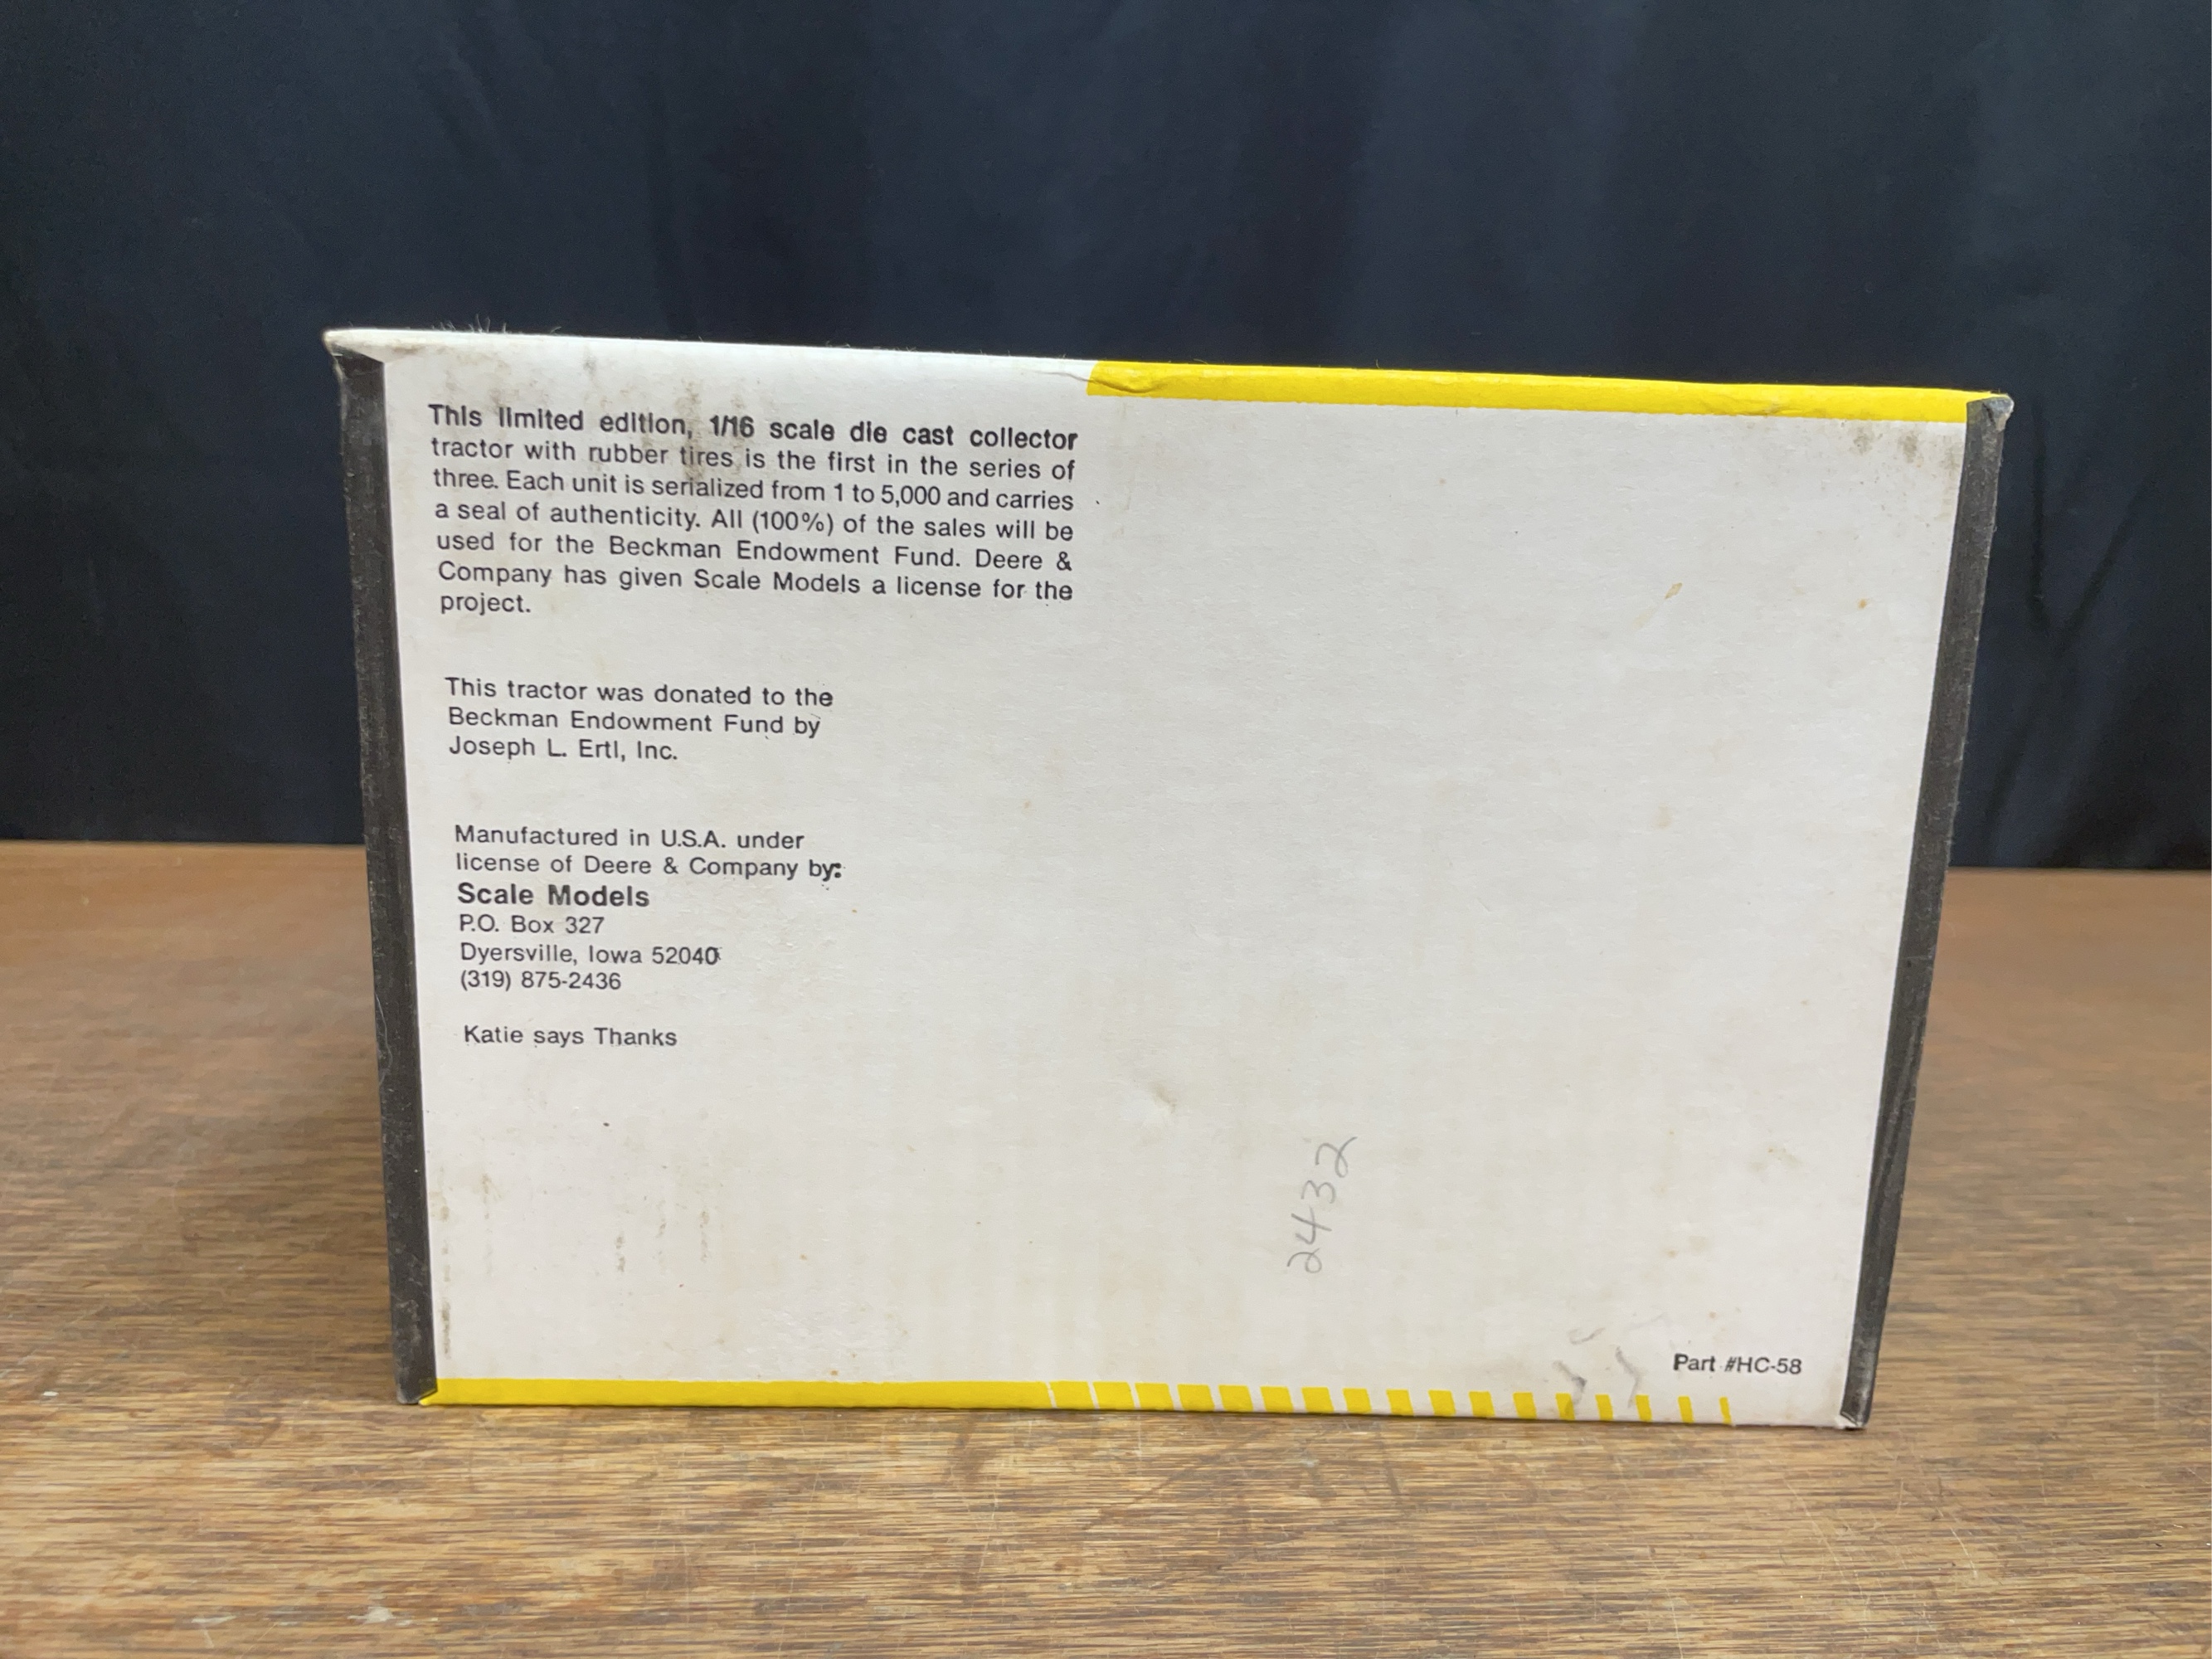 This limited edition, 1/16 scale die cast collector
tractor with rubber tires is the first in the series of
three. Each unit is serialized from 1 to 5,000 and carries
a seal of authenticity. All (100%) of the sales will be
used for the Beckman Endowment Fund. Deere &
Company has given Scale Models a license for the
project.
This tractor was donated to the
Beckman Endowment Fund by
Joseph L. Ertl, Inc.
Manufactured in U.S.A. under
license of Deere & Company by:
Scale Models
P.O. Box 327
Dyersville, Iowa 52040
(319) 875-2436
Katie says Thanks
2432
Part #HC-58